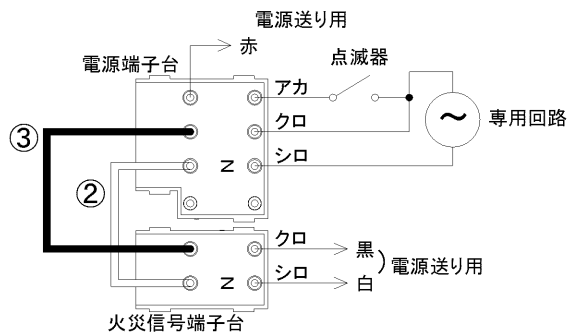 電源送り用
赤
電源端子台
点滅器
アカ
③
クロ
専用回路
シロ
N
②
クロ
黒
電源送り用
シロ
白
N
火災信号端子台